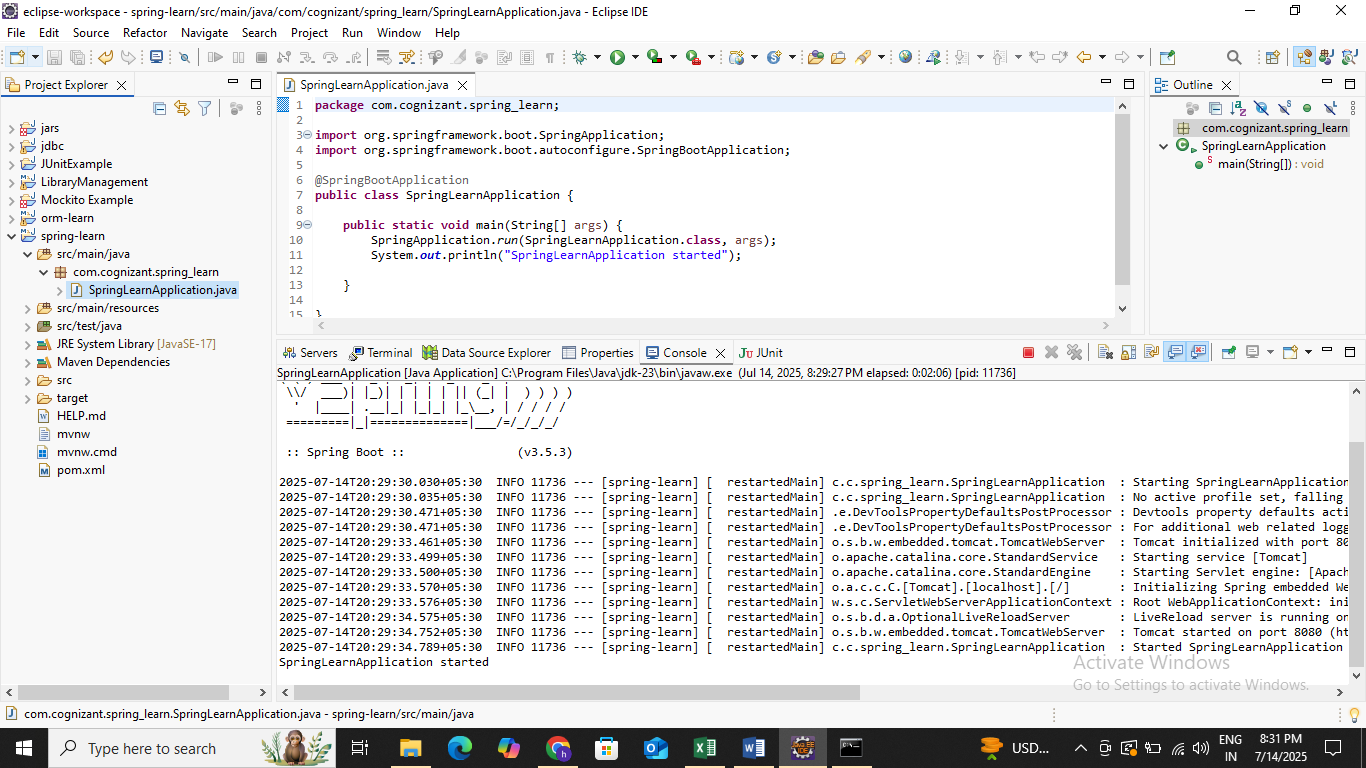 eclipse-workspace - spring-learn/src/main/java/com/cognizant/spring_learn/SpringLearnApplication.java - Eclipse IDE
File Edit Source Refactor Navigate Search Project Run Window Help
Project Explorer
jars
jdbc
JUnitExample
LibraryManagement
Mockito Example
orm-learn
spring-learn
src/main/java
com.cognizant.spring_learn
SpringLearnApplication.java
src/main/resources
src/test/java
JRE System Library [JavaSE-17]
Maven Dependencies
src
target
HELP.md
mvnw
mvnw.cmd
pom.xml
SpringLearnApplication.java
1 package com.cognizant.spring_learn;
2
3 import org.springframework.boot.SpringApplication;
4 import org.springframework.boot.autoconfigure.SpringBootApplication;
5
6 @SpringBootApplication
7 public class SpringLearnApplication {
8
9 public static void main(String[] args) {
10 SpringApplication.run(SpringLearnApplication.class, args);
11 System.out.println("SpringLearnApplication started");
12
13 }
14
15 }
Outline
com.cognizant.spring_learn
SpringLearnApplication
main(String[]) : void
Servers Terminal Data Source Explorer Properties Console JUnit
SpringLearnApplication [Java Application] C:\Program Files\Java\jdk-23\bin\javaw.exe (Jul 14, 2025, 8:29:27 PM elapsed: 0:02:06) [pid: 11736]
 \\/  ___)| |_)| | | | | || (_| |  ) ) ) )
  '  |____| .__|_| |_|_| |_\__, | / / / /
 =========|_|==============|___/=/_/_/_/
:: Spring Boot :: (v3.5.3)
2025-07-14T20:29:30.030+05:30 INFO 11736 --- [spring-learn] [ restartedMain] c.c.spring_learn.SpringLearnApplication : Starting SpringLearnApplication
2025-07-14T20:29:30.035+05:30 INFO 11736 --- [spring-learn] [ restartedMain] c.c.spring_learn.SpringLearnApplication : No active profile set, falling
2025-07-14T20:29:30.471+05:30 INFO 11736 --- [spring-learn] [ restartedMain] .e.DevToolsPropertyDefaultsPostProcessor : Devtools property defaults acti
2025-07-14T20:29:30.471+05:30 INFO 11736 --- [spring-learn] [ restartedMain] .e.DevToolsPropertyDefaultsPostProcessor : For additional web related logg
2025-07-14T20:29:33.461+05:30 INFO 11736 --- [spring-learn] [ restartedMain] o.s.b.w.embedded.tomcat.TomcatWebServer : Tomcat initialized with port 80
2025-07-14T20:29:33.499+05:30 INFO 11736 --- [spring-learn] [ restartedMain] o.apache.catalina.core.StandardService : Starting service [Tomcat]
2025-07-14T20:29:33.500+05:30 INFO 11736 --- [spring-learn] [ restartedMain] o.apache.catalina.core.StandardEngine : Starting Servlet engine: [Apach
2025-07-14T20:29:33.570+05:30 INFO 11736 --- [spring-learn] [ restartedMain] o.a.c.c.C.[Tomcat].[localhost].[/] : Initializing Spring embedded We
2025-07-14T20:29:33.576+05:30 INFO 11736 --- [spring-learn] [ restartedMain] w.s.c.ServletWebServerApplicationContext : Root WebApplicationContext: ini
2025-07-14T20:29:34.575+05:30 INFO 11736 --- [spring-learn] [ restartedMain] o.s.b.d.a.OptionalLiveReloadServer : LiveReload server is running on
2025-07-14T20:29:34.752+05:30 INFO 11736 --- [spring-learn] [ restartedMain] o.s.b.w.embedded.tomcat.TomcatWebServer : Tomcat started on port 8080 (ht
2025-07-14T20:29:34.789+05:30 INFO 11736 --- [spring-learn] [ restartedMain] c.c.spring_learn.SpringLearnApplication : Started SpringLearnApplication
SpringLearnApplication started
Activate Windows
Go to Settings to activate Windows.
com.cognizant.spring_learn.SpringLearnApplication.java - spring-learn/src/main/java
Type here to search
USD...
ENG
IN
8:31 PM
7/14/2025